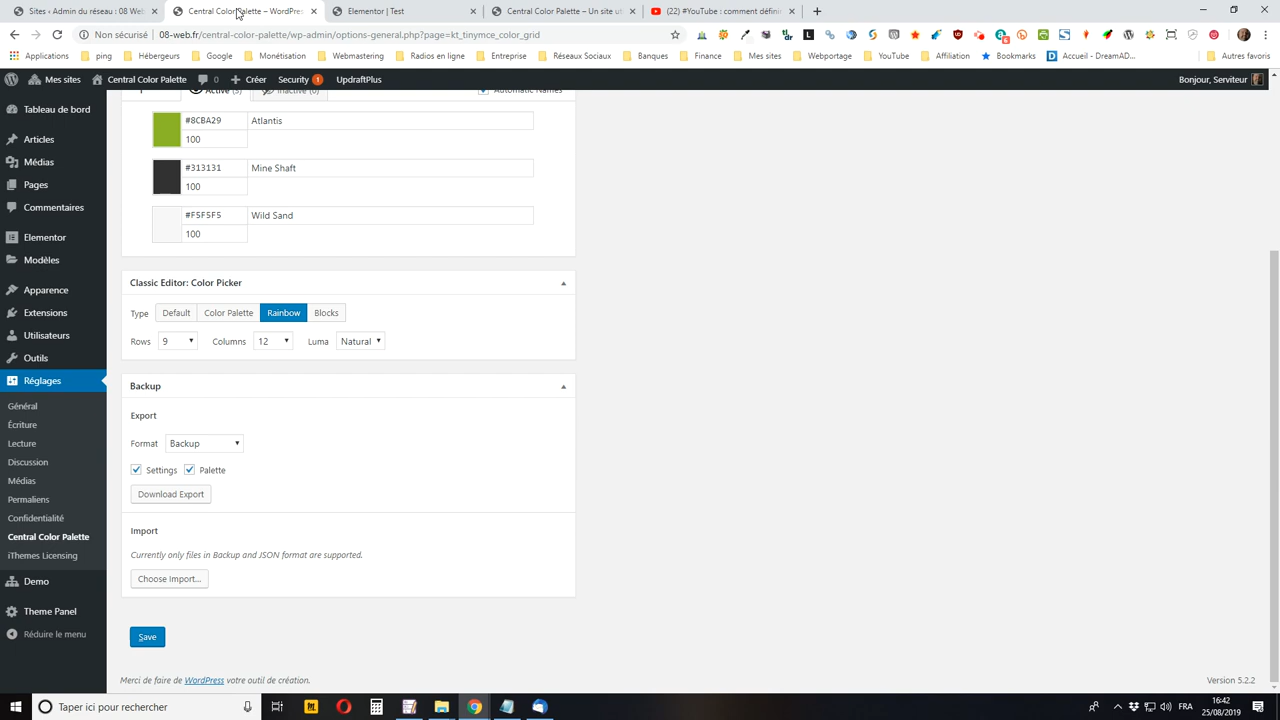 Sites ‹ Admin du réseau : 08 Web
Central Color Palette – WordPres
Elementor | Test
Central Color Palette – Un site ut
(22) #YouTube : comment définir
Non sécurisé 08-web.fr/central-color-palette/wp-admin/options-general.php?page=kt_tinymce_color_grid
Applications ping Hébergeurs Google Monétisation Webmastering Radios en ligne Entreprise Réseaux Sociaux Banques Finance Mes sites Webportage YouTube Affiliation Bookmarks Accueil - DreamAD... Autres favoris
Mes sites Central Color Palette 0 Créer Security 1 UpdraftPlus Bonjour, Serviteur
Tableau de bord
Articles
Médias
Pages
Commentaires
Elementor
Modèles
Apparence
Extensions
Utilisateurs
Outils
Réglages
Général
Écriture
Lecture
Discussion
Médias
Permaliens
Confidentialité
Central Color Palette
iThemes Licensing
Demo
Theme Panel
Réduire le menu
Active (3) Inactive (0) Automatic Names
#8CBA29 Atlantis
100
#313131 Mine Shaft
100
#F5F5F5 Wild Sand
100
Classic Editor: Color Picker
Type Default Color Palette Rainbow Blocks
Rows 9 Columns 12 Luma Natural
Backup
Export
Format Backup
Settings Palette
Download Export
Import
Currently only files in Backup and JSON format are supported.
Choose Import...
Save
Merci de faire de WordPress votre outil de création. Version 5.2.2
Taper ici pour rechercher
FRA
16:42
25/08/2019